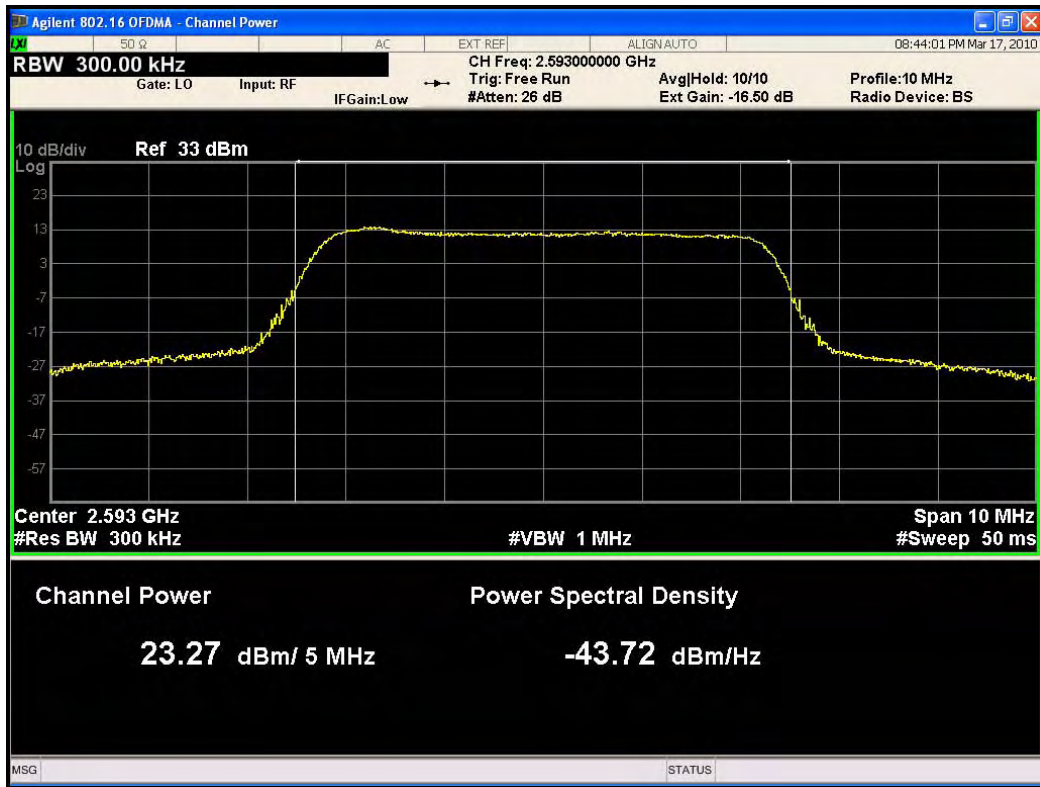 Agilent 802.16 OFDMA - Channel Power
LXI 50 Ω AC EXT REF ALIGN AUTO 08:44:01 PM Mar 17, 2010
RBW 300.00 kHz
Gate: LO Input: RF IFGain:Low
CH Freq: 2.593000000 GHz
Trig: Free Run Avg|Hold: 10/10 Profile:10 MHz
#Atten: 26 dB Ext Gain: -16.50 dB Radio Device: BS
10 dB/div Ref 33 dBm
Log
23
13
3
-7
-17
-27
-37
-47
-57
Center 2.593 GHz Span 10 MHz
#Res BW 300 kHz #VBW 1 MHz #Sweep 50 ms
Channel Power Power Spectral Density
23.27 dBm/ 5 MHz -43.72 dBm/Hz
MSG STATUS